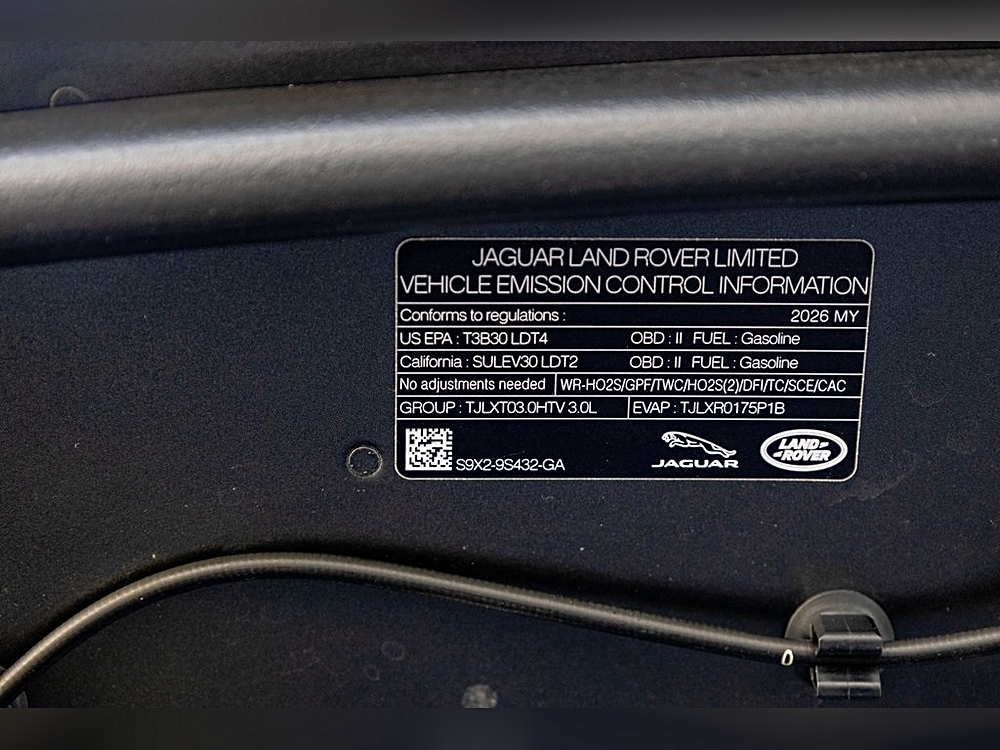 JAGUAR LAND ROVER LIMITED
VEHICLE EMISSION CONTROL INFORMATION
Conforms to regulations : 2026 MY
US EPA : T3B30 LDT4 OBD : II FUEL : Gasoline
California : SULEV30 LDT2 OBD : II FUEL : Gasoline
No adjustments needed WR-HO2S/GPF/TWC/HO2S(2)/DFI/TC/SCE/CAC
GROUP : TJLXT03.0HTV 3.0L EVAP : TJLXR0175P1B
S9X2-9S432-GA
JAGUAR
LAND ROVER